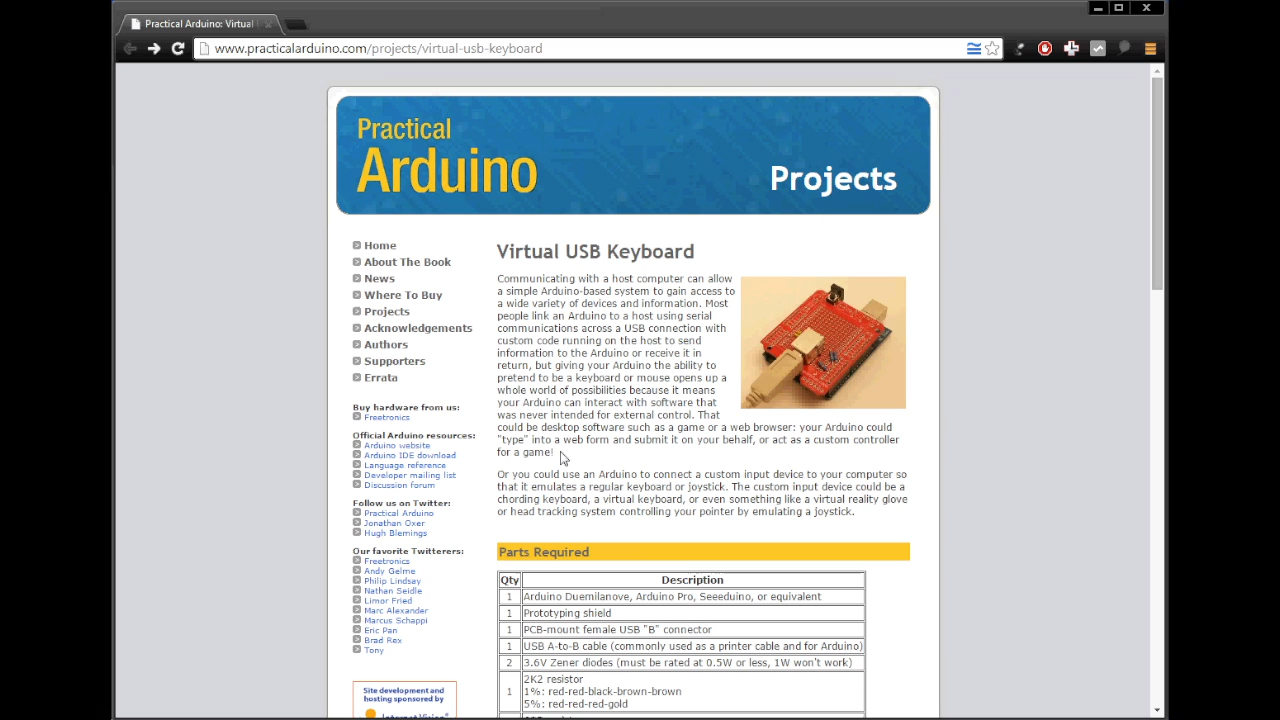 Practical Arduino: Virtual
www.practicalarduino.com/projects/virtual-usb-keyboard
Practical
Arduino
Projects
Home
About The Book
News
Where To Buy
Projects
Acknowledgements
Authors
Supporters
Errata
Buy hardware from us:
Freetronics
Official Arduino resources:
Arduino website
Arduino IDE download
Language reference
Developer mailing list
Discussion forum
Follow us on Twitter:
Practical Arduino
Jonathan Oxer
Hugh Blemings
Our favorite Twitterers:
Freetronics
Andy Gelme
Philip Lindsay
Nathan Seidle
Limor Fried
Marc Alexander
Marcus Schappi
Eric Pan
Brad Rex
Tony
Site development and
hosting sponsored by
Internet Vision
Virtual USB Keyboard
Communicating with a host computer can allow
a simple Arduino-based system to gain access to
a wide variety of devices and information. Most
people link an Arduino to a host using serial
communications across a USB connection with
custom code running on the host to send
information to the Arduino or receive it in
return, but giving your Arduino the ability to
pretend to be a keyboard or mouse opens up a
whole world of possibilities because it means
your Arduino can interact with software that
was never intended for external control. That
could be desktop software such as a game or a web browser: your Arduino could
"type" into a web form and submit it on your behalf, or act as a custom controller
for a game!
Or you could use an Arduino to connect a custom input device to your computer so
that it emulates a regular keyboard or joystick. The custom input device could be a
chording keyboard, a virtual keyboard, or even something like a virtual reality glove
or head tracking system controlling your pointer by emulating a joystick.
Parts Required
Qty Description
1 Arduino Duemilanove, Arduino Pro, Seeeduino, or equivalent
1 Prototyping shield
1 PCB-mount female USB "B" connector
1 USB A-to-B cable (commonly used as a printer cable and for Arduino)
2 3.6V Zener diodes (must be rated at 0.5W or less, 1W won't work)
2K2 resistor
1 1%: red-red-black-brown-brown
5%: red-red-red-gold